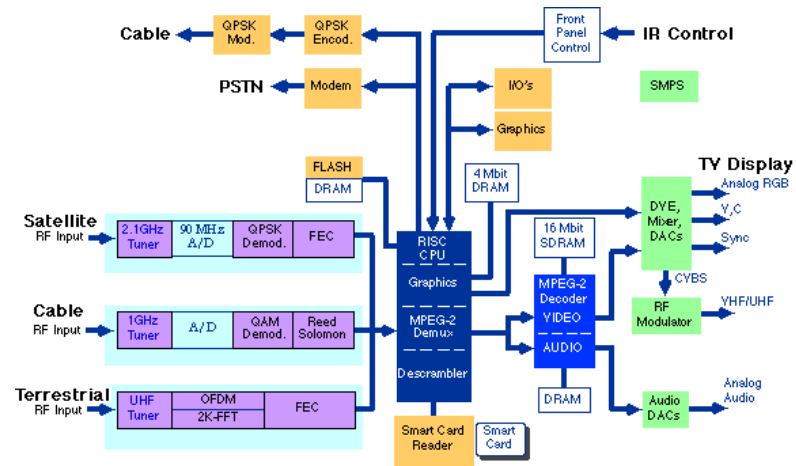 Cable
QPSK
Mod.
QPSK
Encod.
Front
Panel
Control
IR Control
PSTN
Modem
I/O's
SMPS
Graphics
FLASH
DRAM
4 Mbit
DRAM
TV Display
Analog RGB
Satellite
RF Input
2.1GHz
Tuner
90 MHz
A/D
QPSK
Demod.
FEC
RISC
CPU
16 Mbit
SDRAM
DYE,
Mixer,
DACs
Y,C
Sync
Graphics
MPEG-2
Decoder
VIDEO
CYBS
Cable
RF Input
1GHz
Tuner
A/D
QAM
Demod.
Reed
Solomon
MPEG-2
Demux
AUDIO
RF
Modulator
YHF/UHF
Descrambler
Terrestrial
RF Input
UHF
Tuner
OFDM
2K-FFT
FEC
DRAM
Audio
DACs
Analog
Audio
Smart Card
Reader
Smart
Card